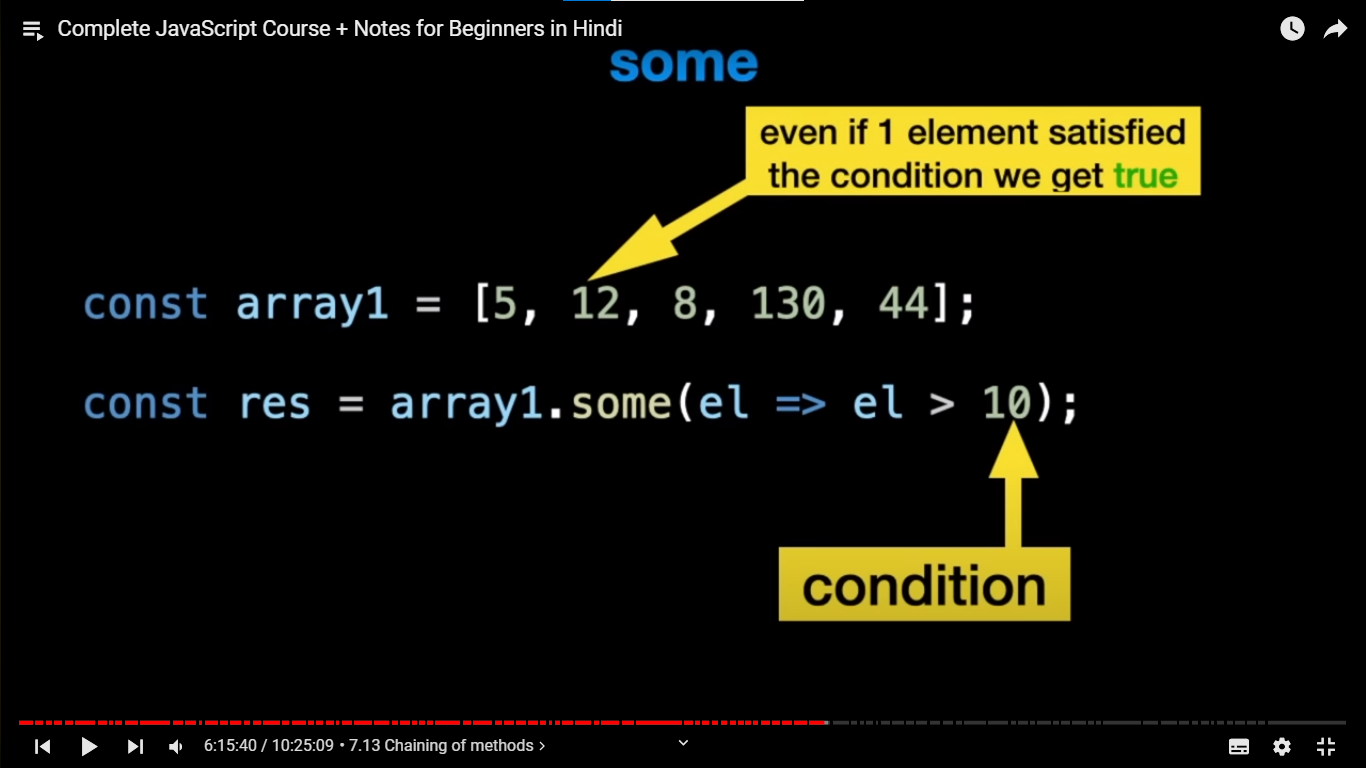 Complete JavaScript Course + Notes for Beginners in Hindi
some
even if 1 element satisfied
the condition we get true
const array1 = [5, 12, 8, 130, 44];
const res = array1.some(el => el > 10);
condition
6:15:40 / 10:25:09 • 7.13 Chaining of methods >